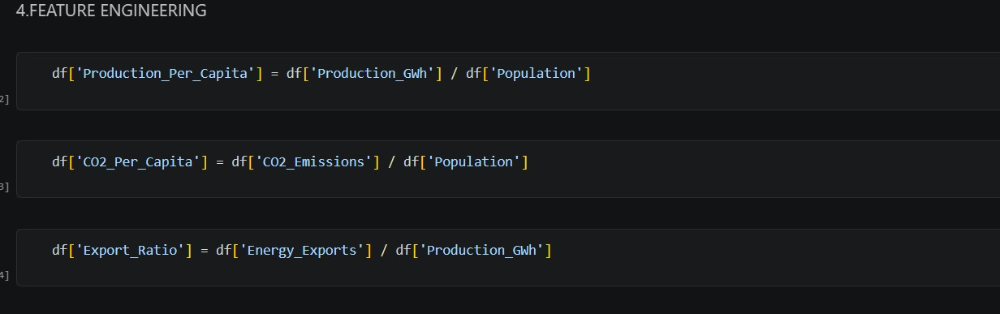 4.FEATURE ENGINEERING
df['Production_Per_Capita'] = df['Production_GWh'] / df['Population']
2]
df['CO2_Per_Capita'] = df['CO2_Emissions'] / df['Population']
3]
df['Export_Ratio'] = df['Energy_Exports'] / df['Production_GWh']
4]